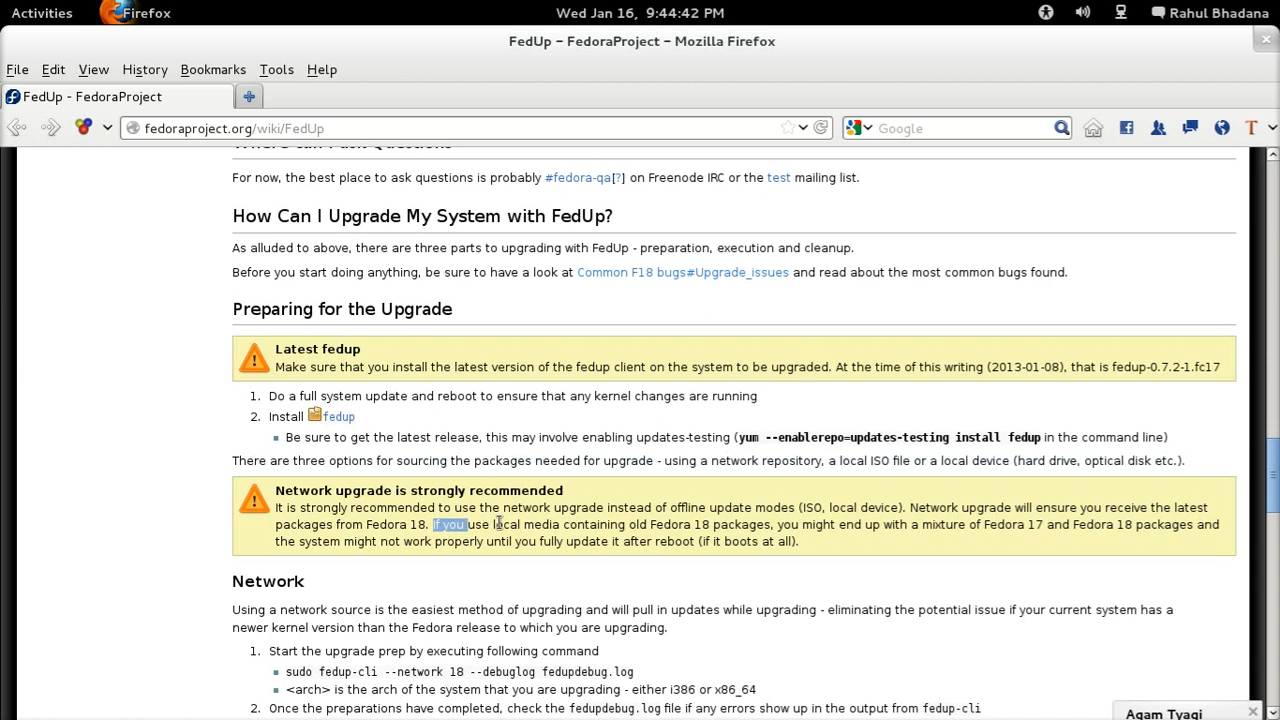 Activities Firefox Wed Jan 16, 9:44:42 PM Rahul Bhadana
FedUp - FedoraProject - Mozilla Firefox
File Edit View History Bookmarks Tools Help
FedUp - FedoraProject
fedoraproject.org/wiki/FedUp Google
Where can I ask Questions
For now, the best place to ask questions is probably #fedora-qa[?] on Freenode IRC or the test mailing list.
How Can I Upgrade My System with FedUp?
As alluded to above, there are three parts to upgrading with FedUp - preparation, execution and cleanup.
Before you start doing anything, be sure to have a look at Common F18 bugs#Upgrade_issues and read about the most common bugs found.
Preparing for the Upgrade
Latest fedup
Make sure that you install the latest version of the fedup client on the system to be upgraded. At the time of this writing (2013-01-08), that is fedup-0.7.2-1.fc17
1. Do a full system update and reboot to ensure that any kernel changes are running
2. Install fedup
Be sure to get the latest release, this may involve enabling updates-testing (yum --enablerepo=updates-testing install fedup in the command line)
There are three options for sourcing the packages needed for upgrade - using a network repository, a local ISO file or a local device (hard drive, optical disk etc.).
Network upgrade is strongly recommended
It is strongly recommended to use the network upgrade instead of offline update modes (ISO, local device). Network upgrade will ensure you receive the latest
packages from Fedora 18. If you use local media containing old Fedora 18 packages, you might end up with a mixture of Fedora 17 and Fedora 18 packages and
the system might not work properly until you fully update it after reboot (if it boots at all).
Network
Using a network source is the easiest method of upgrading and will pull in updates while upgrading - eliminating the potential issue if your current system has a
newer kernel version than the Fedora release to which you are upgrading.
1. Start the upgrade prep by executing following command
sudo fedup-cli --network 18 --debuglog fedupdebug.log
<arch> is the arch of the system that you are upgrading - either i386 or x86_64
2. Once the preparations have completed, check the fedupdebug.log file if any errors show up in the output from fedup-cli
Agam Tyagi